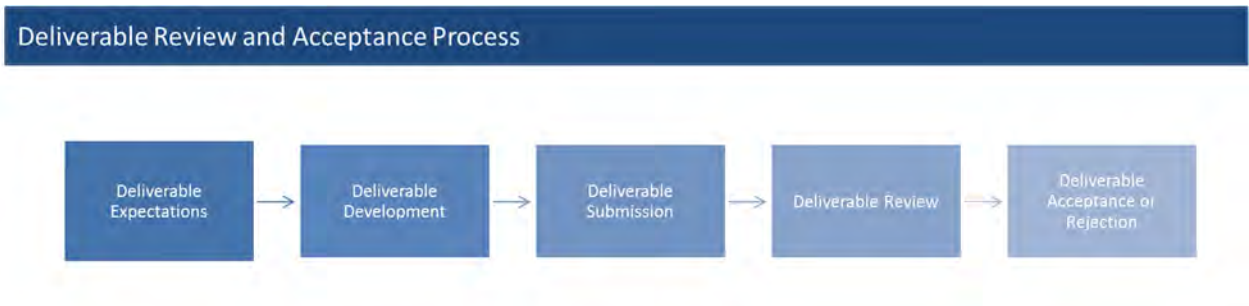 Deliverable Review and Acceptance Process
Deliverable
Expectations
Deliverable
Development
Deliverable
Submission
Deliverable Review
Deliverable
Acceptance or
Rejection